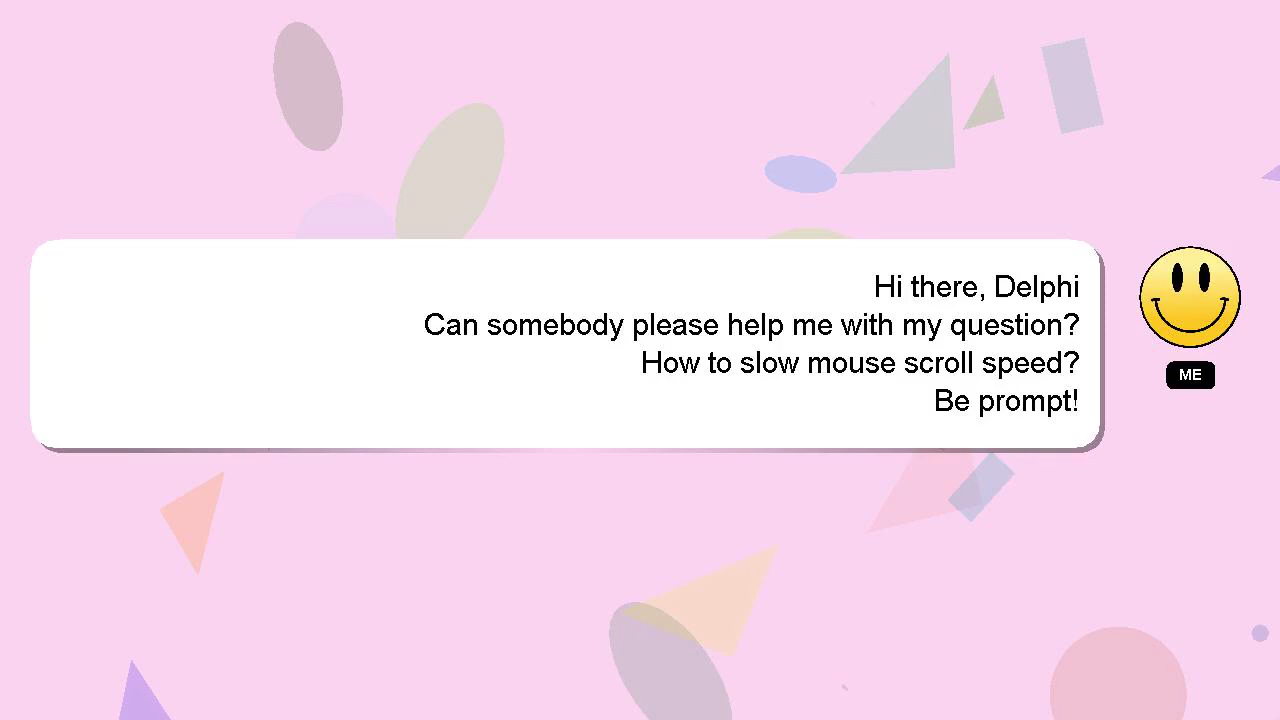 Hi there, Delphi
Can somebody please help me with my question?
How to slow mouse scroll speed?
Be prompt!
ME